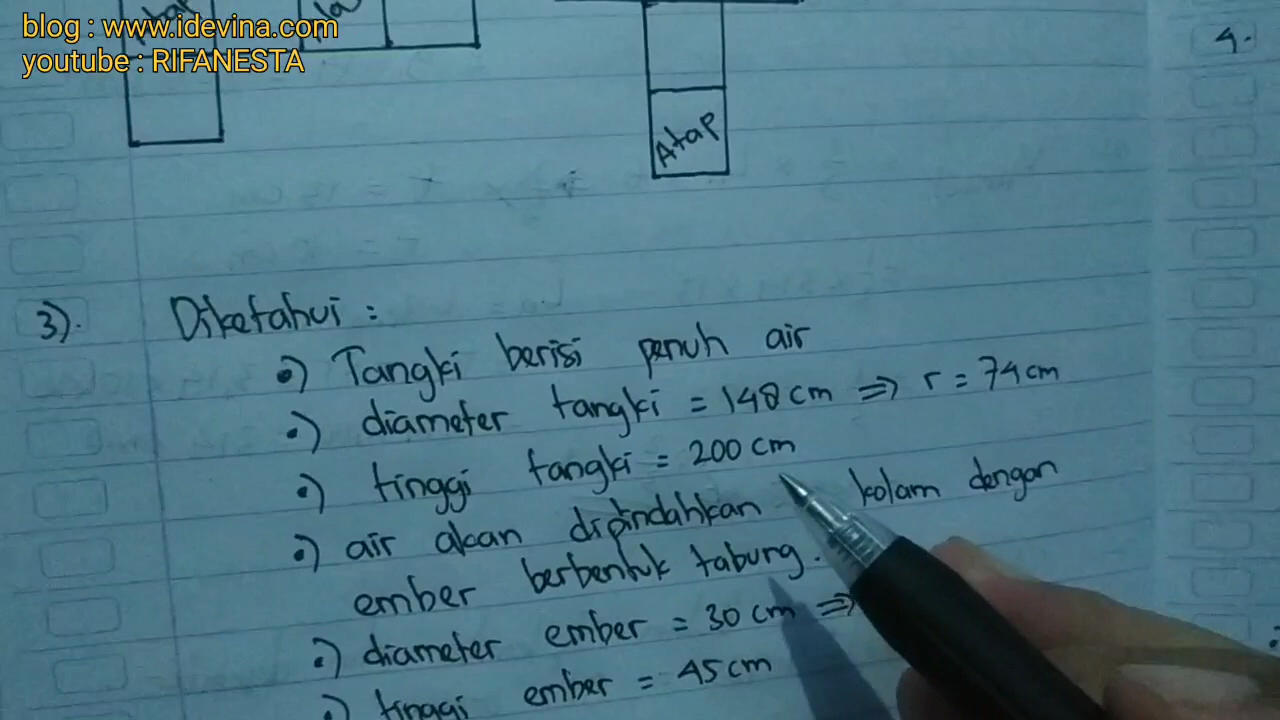 blog : www.idevina.com
youtube : RIFANESTA
Atap
4.
3). Diketahui :
•) Tangki berisi penuh air
•) diameter tangki = 148 cm ⇒ r = 74 cm
•) tinggi tangki = 200 cm
•) air akan dipindahkan kolam dengan
ember berbentuk tabung.
•) diameter ember = 30 cm ⇒
•) tinggi ember = 45 cm